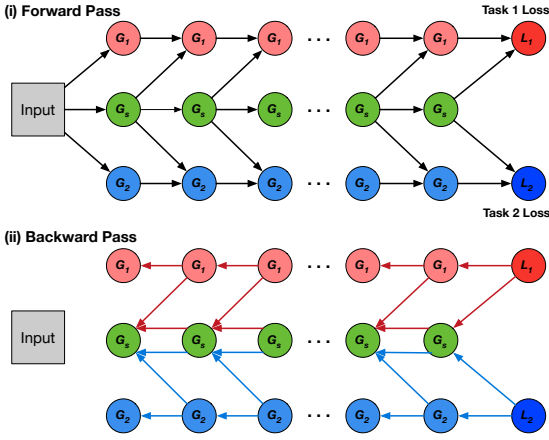 (i) Forward Pass
Task 1 Loss
G₁ G₁ G₁ ... G₁ G₁ L₁
Input Gₛ Gₛ Gₛ ... Gₛ Gₛ
G₂ G₂ G₂ ... G₂ G₂ L₂
Task 2 Loss
(ii) Backward Pass
G₁ G₁ G₁ ... G₁ G₁ L₁
Input Gₛ Gₛ Gₛ ... Gₛ Gₛ
G₂ G₂ G₂ ... G₂ G₂ L₂